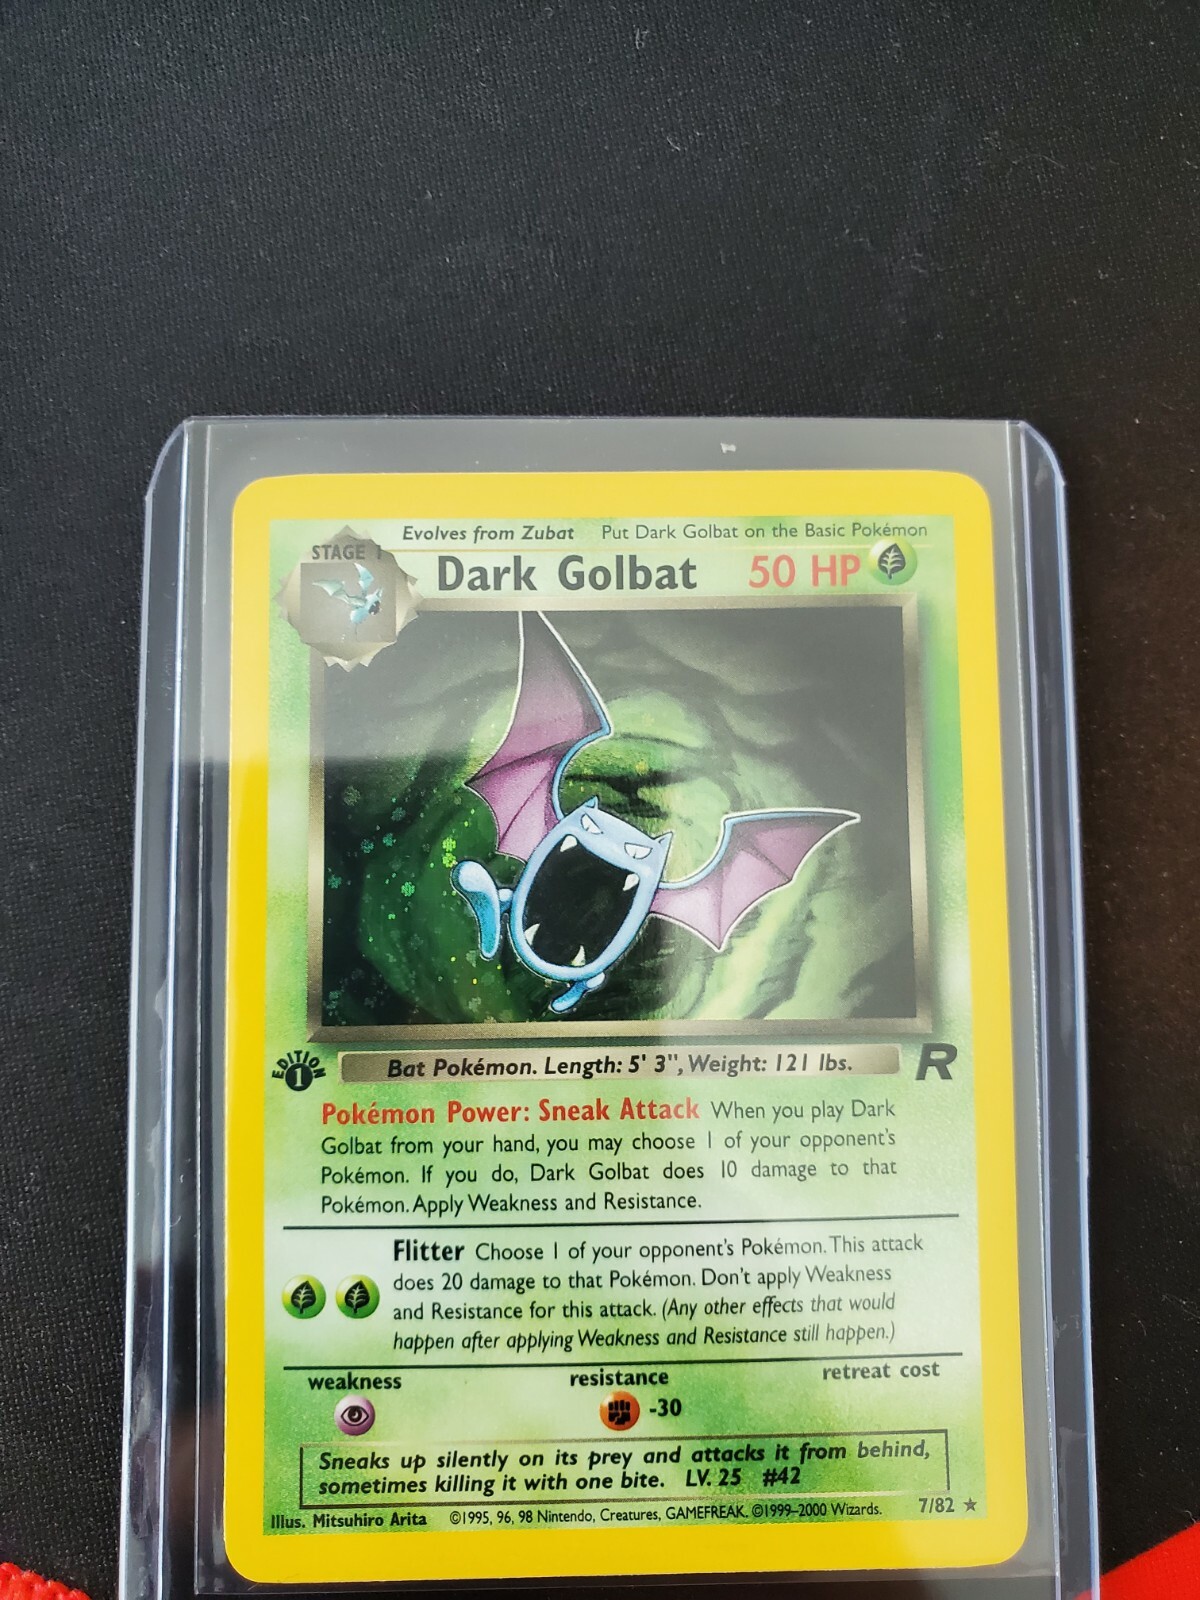 Evolves from Zubat Put Dark Golbat on the Basic Pokémon
STAGE 1
Dark Golbat 50 HP
EDITION
1
Bat Pokémon. Length: 5' 3", Weight: 121 lbs.
R
Pokémon Power: Sneak Attack When you play Dark
Golbat from your hand, you may choose 1 of your opponent's
Pokémon. If you do, Dark Golbat does 10 damage to that
Pokémon. Apply Weakness and Resistance.
Flitter Choose 1 of your opponent's Pokémon. This attack
does 20 damage to that Pokémon. Don't apply Weakness
and Resistance for this attack. (Any other effects that would
happen after applying Weakness and Resistance still happen.)
weakness resistance retreat cost
-30
Sneaks up silently on its prey and attacks it from behind,
sometimes killing it with one bite. LV. 25 #42
Illus. Mitsuhiro Arita ©1995, 96, 98 Nintendo, Creatures, GAMEFREAK. ©1999–2000 Wizards. 7/82 ★